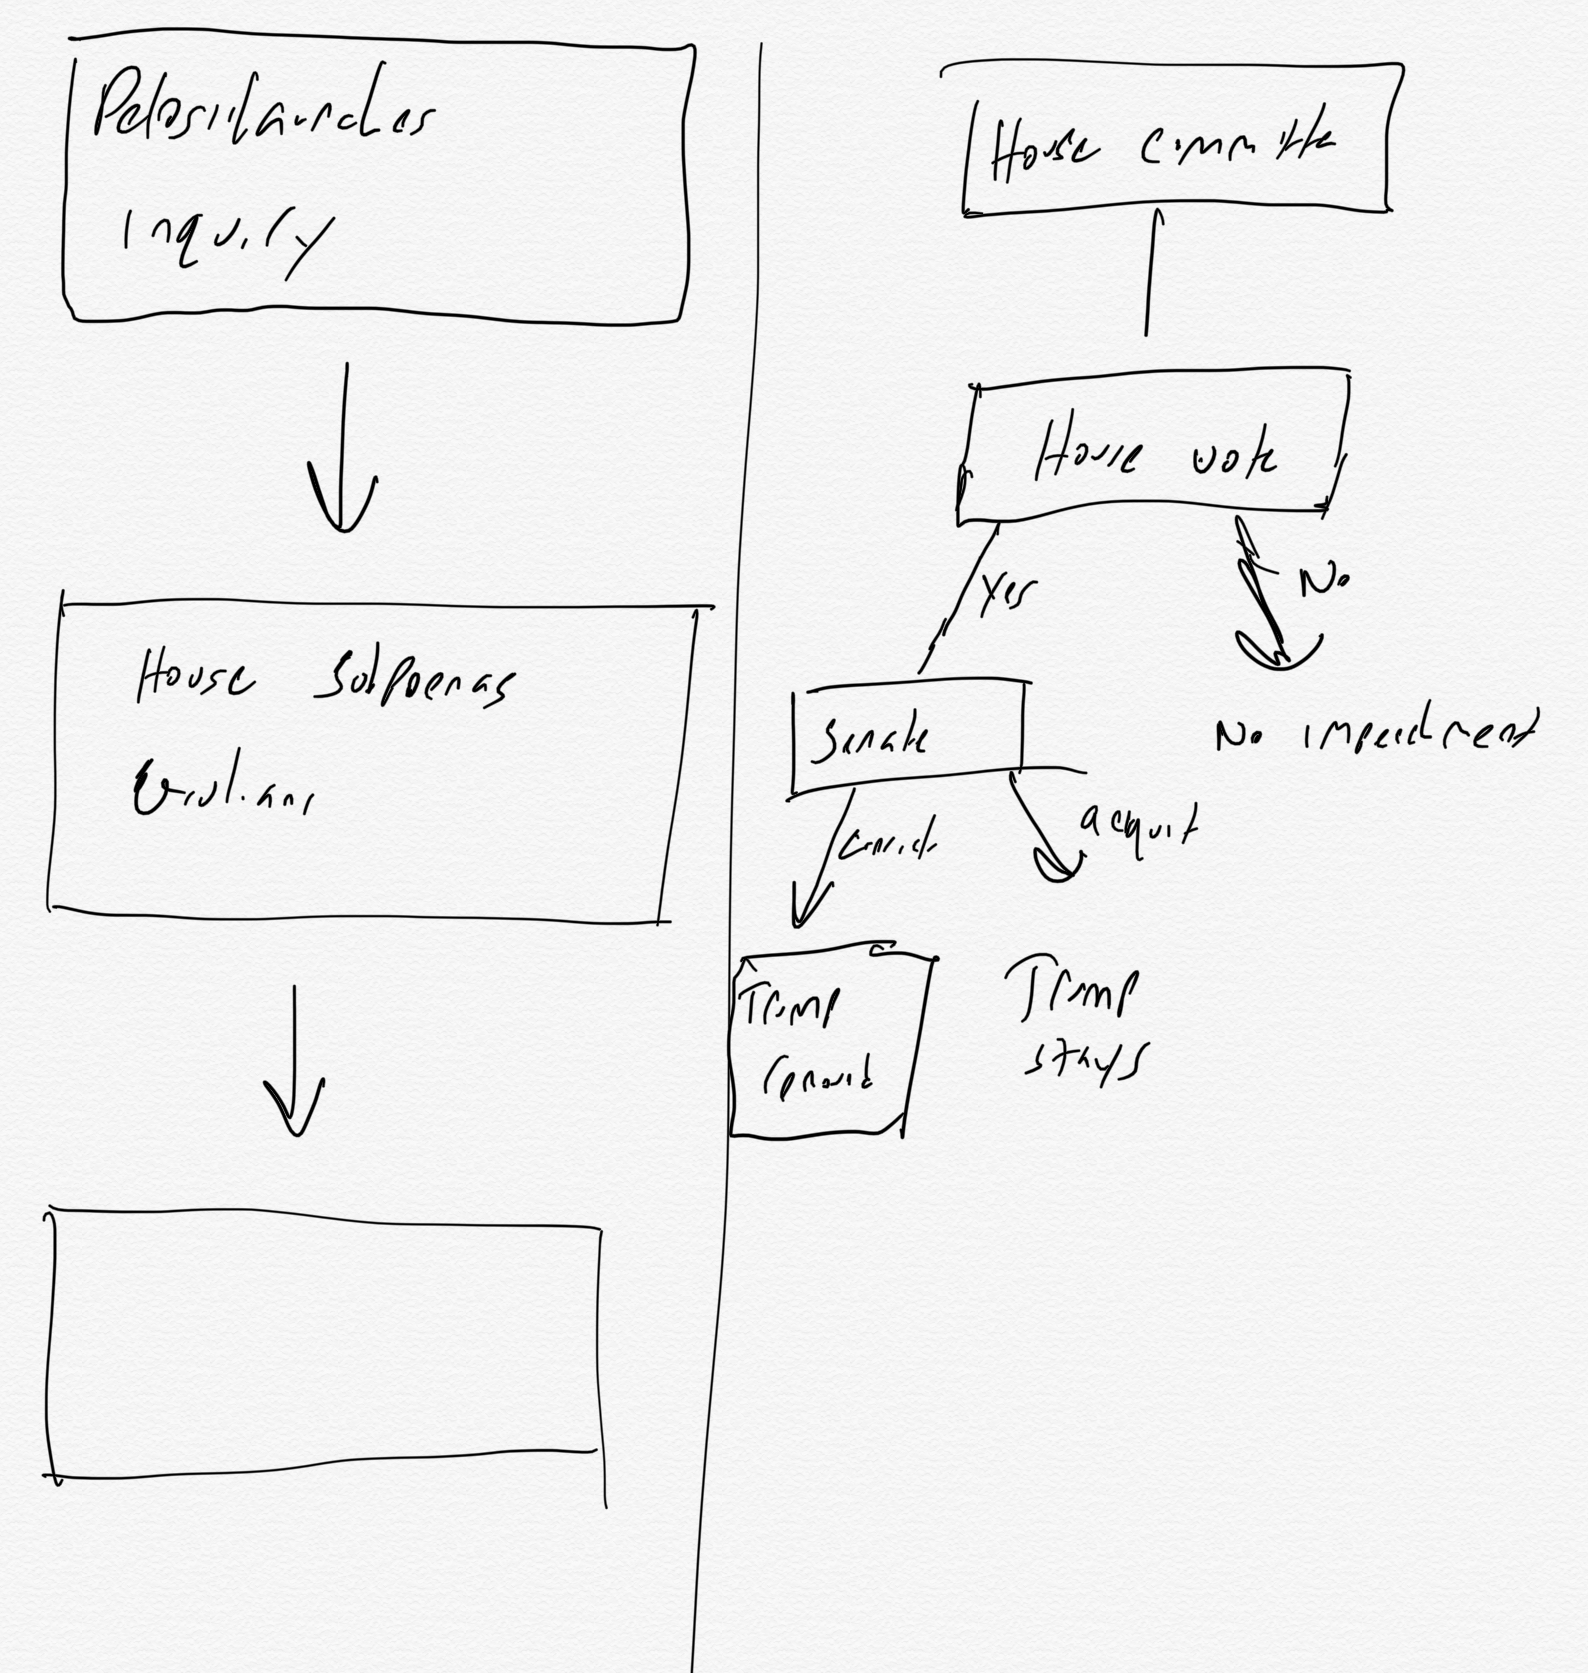 Pelosi launches
inquiry
House Subpoenas
Giuliani
House committe
House vote
Yes
No
Senate
No impeachment
convict
acquit
Trump
removed
Trump
stays